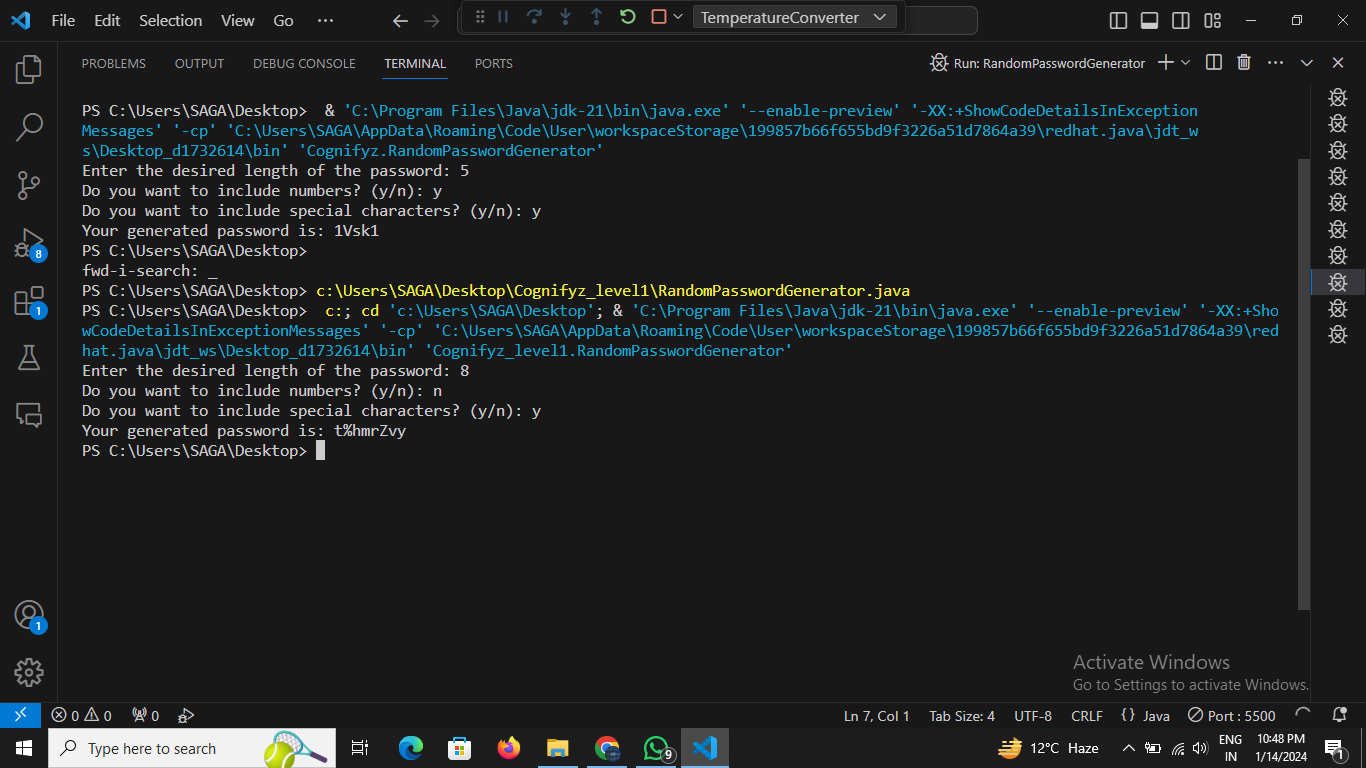 File Edit Selection View Go ···
TemperatureConverter
PROBLEMS OUTPUT DEBUG CONSOLE TERMINAL PORTS
Run: RandomPasswordGenerator
PS C:\Users\SAGA\Desktop>  & 'C:\Program Files\Java\jdk-21\bin\java.exe' '--enable-preview' '-XX:+ShowCodeDetailsInException
Messages' '-cp' 'C:\Users\SAGA\AppData\Roaming\Code\User\workspaceStorage\199857b66f655bd9f3226a51d7864a39\redhat.java\jdt_w
s\Desktop_d1732614\bin' 'Cognifyz.RandomPasswordGenerator'
Enter the desired length of the password: 5
Do you want to include numbers? (y/n): y
Do you want to include special characters? (y/n): y
Your generated password is: 1Vsk1
PS C:\Users\SAGA\Desktop>
fwd-i-search: _
PS C:\Users\SAGA\Desktop> c:\Users\SAGA\Desktop\Cognifyz_level1\RandomPasswordGenerator.java
PS C:\Users\SAGA\Desktop>  c:; cd 'c:\Users\SAGA\Desktop'; & 'C:\Program Files\Java\jdk-21\bin\java.exe' '--enable-preview' '-XX:+Sho
wCodeDetailsInExceptionMessages' '-cp' 'C:\Users\SAGA\AppData\Roaming\Code\User\workspaceStorage\199857b66f655bd9f3226a51d7864a39\red
hat.java\jdt_ws\Desktop_d1732614\bin' 'Cognifyz_level1.RandomPasswordGenerator'
Enter the desired length of the password: 8
Do you want to include numbers? (y/n): n
Do you want to include special characters? (y/n): y
Your generated password is: t%hmrZvy
PS C:\Users\SAGA\Desktop>
8
1
1
Activate Windows
Go to Settings to activate Windows.
0 0 0 Ln 7, Col 1 Tab Size: 4 UTF-8 CRLF {} Java Port : 5500
Type here to search
9
12°C Haze
ENG
IN
10:48 PM
1/14/2024
1